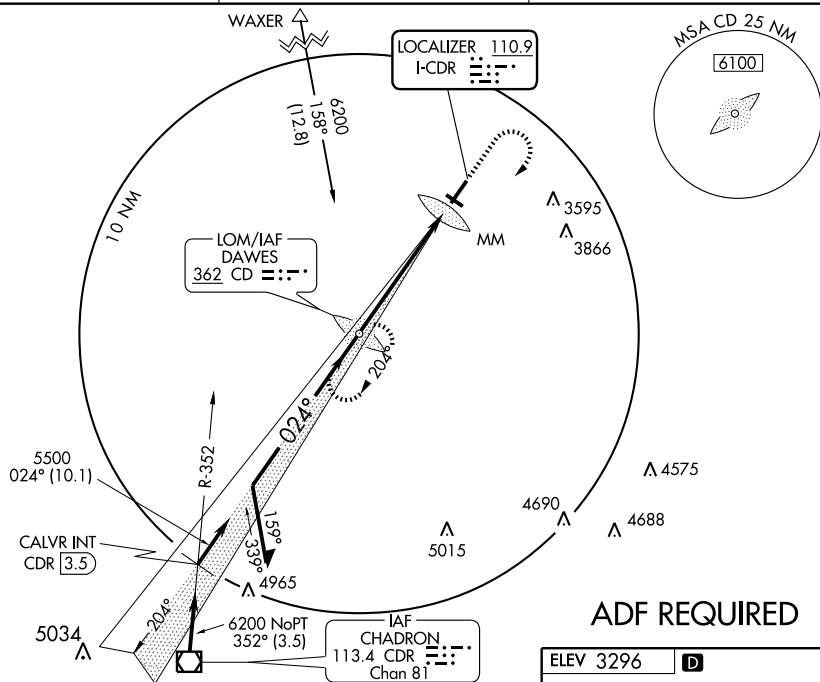 WAXER
LOCALIZER 110.9
I-CDR
MSA CD 25 NM
6100
6200
158°
(12.8)
10 NM
3595
3866
MM
LOM/IAF
DAWES
362 CD
204°
024°
R-352
5500
024° (10.1)
159°
339°
4575
4690
4688
5015
CALVR INT
CDR 3.5
4965
204°
6200 NoPT
352° (3.5)
5034
IAF
CHADRON
113.4 CDR
Chan 81
ADF REQUIRED
ELEV 3296 D